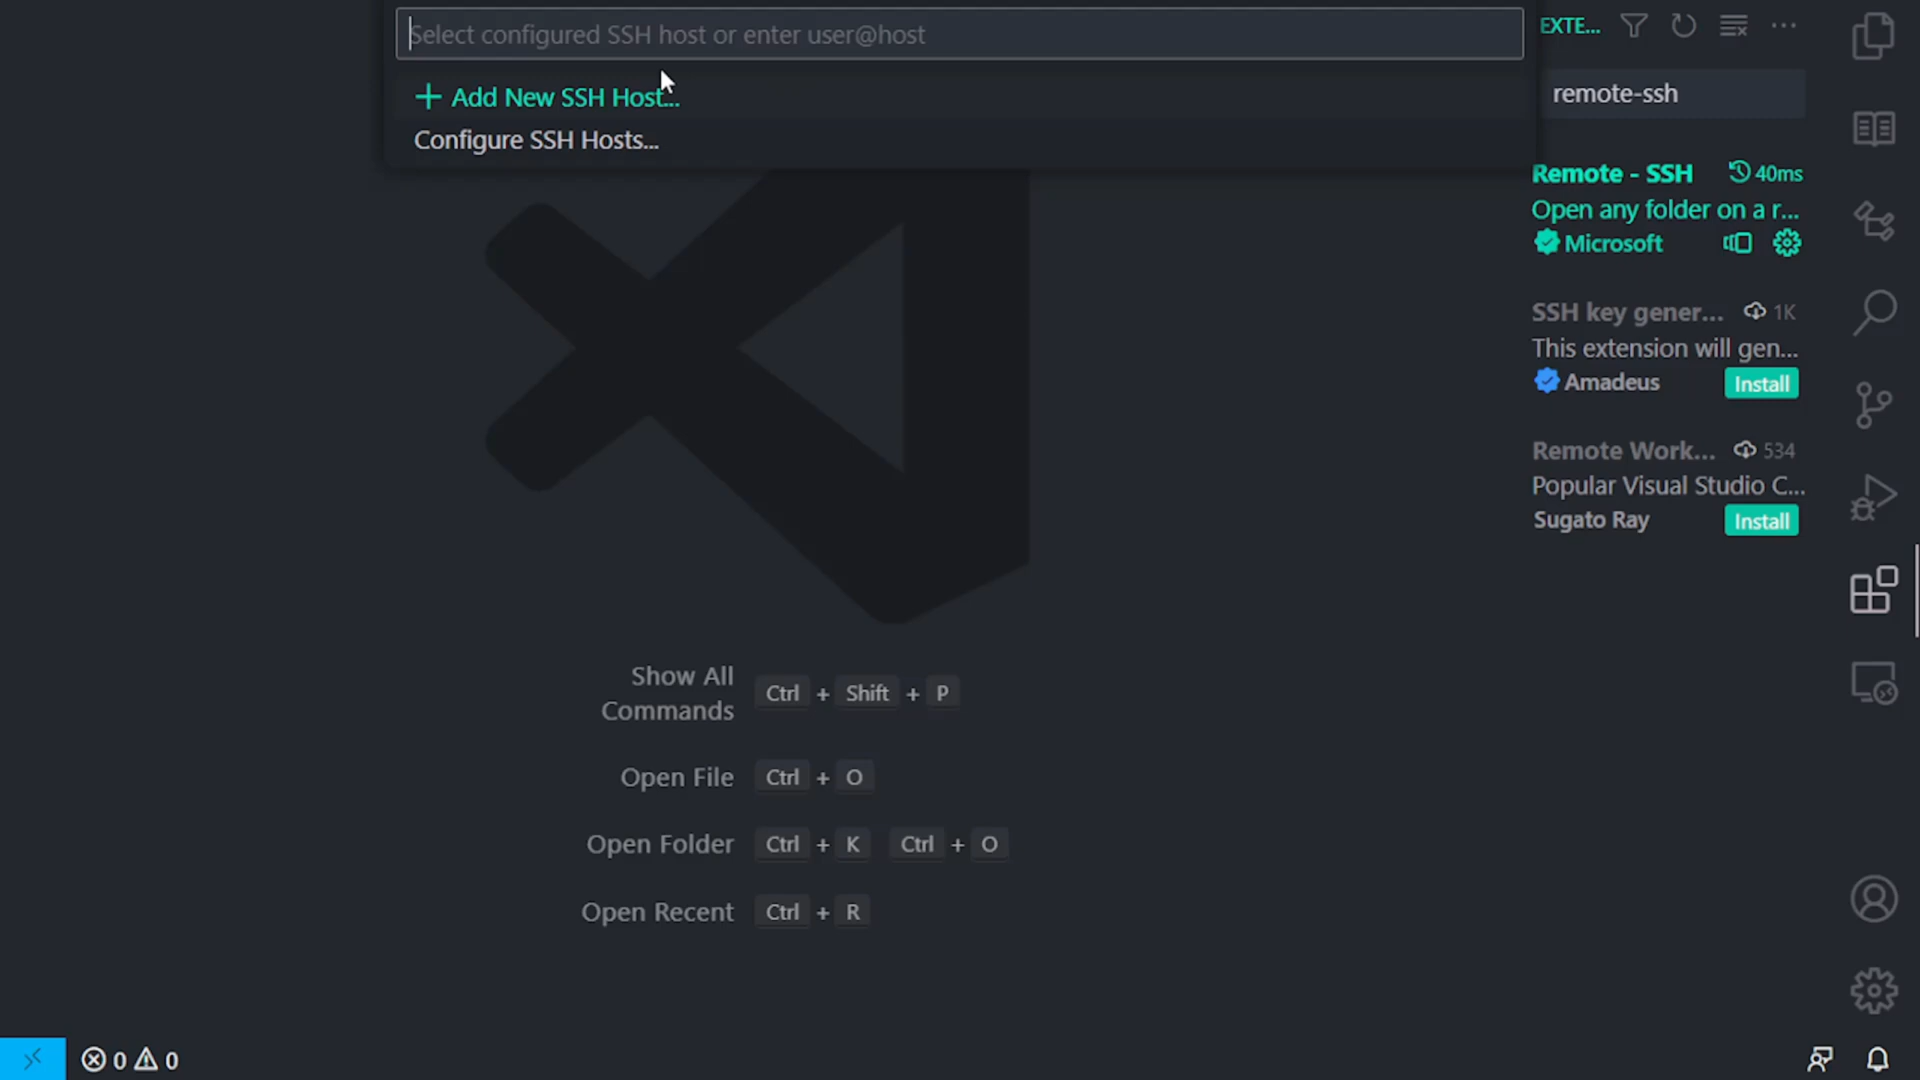 Select configured SSH host or enter user@host
Add New SSH Host...
Configure SSH Hosts...
EXTE...
remote-ssh
Remote - SSH 40ms
Open any folder on a r...
Microsoft
SSH key gener... 1K
This extension will gen...
Amadeus Install
Remote Work... 534
Popular Visual Studio C...
Sugato Ray Install
Show All
Commands Ctrl + Shift + P
Open File Ctrl + O
Open Folder Ctrl + K Ctrl + O
Open Recent Ctrl + R
0 0